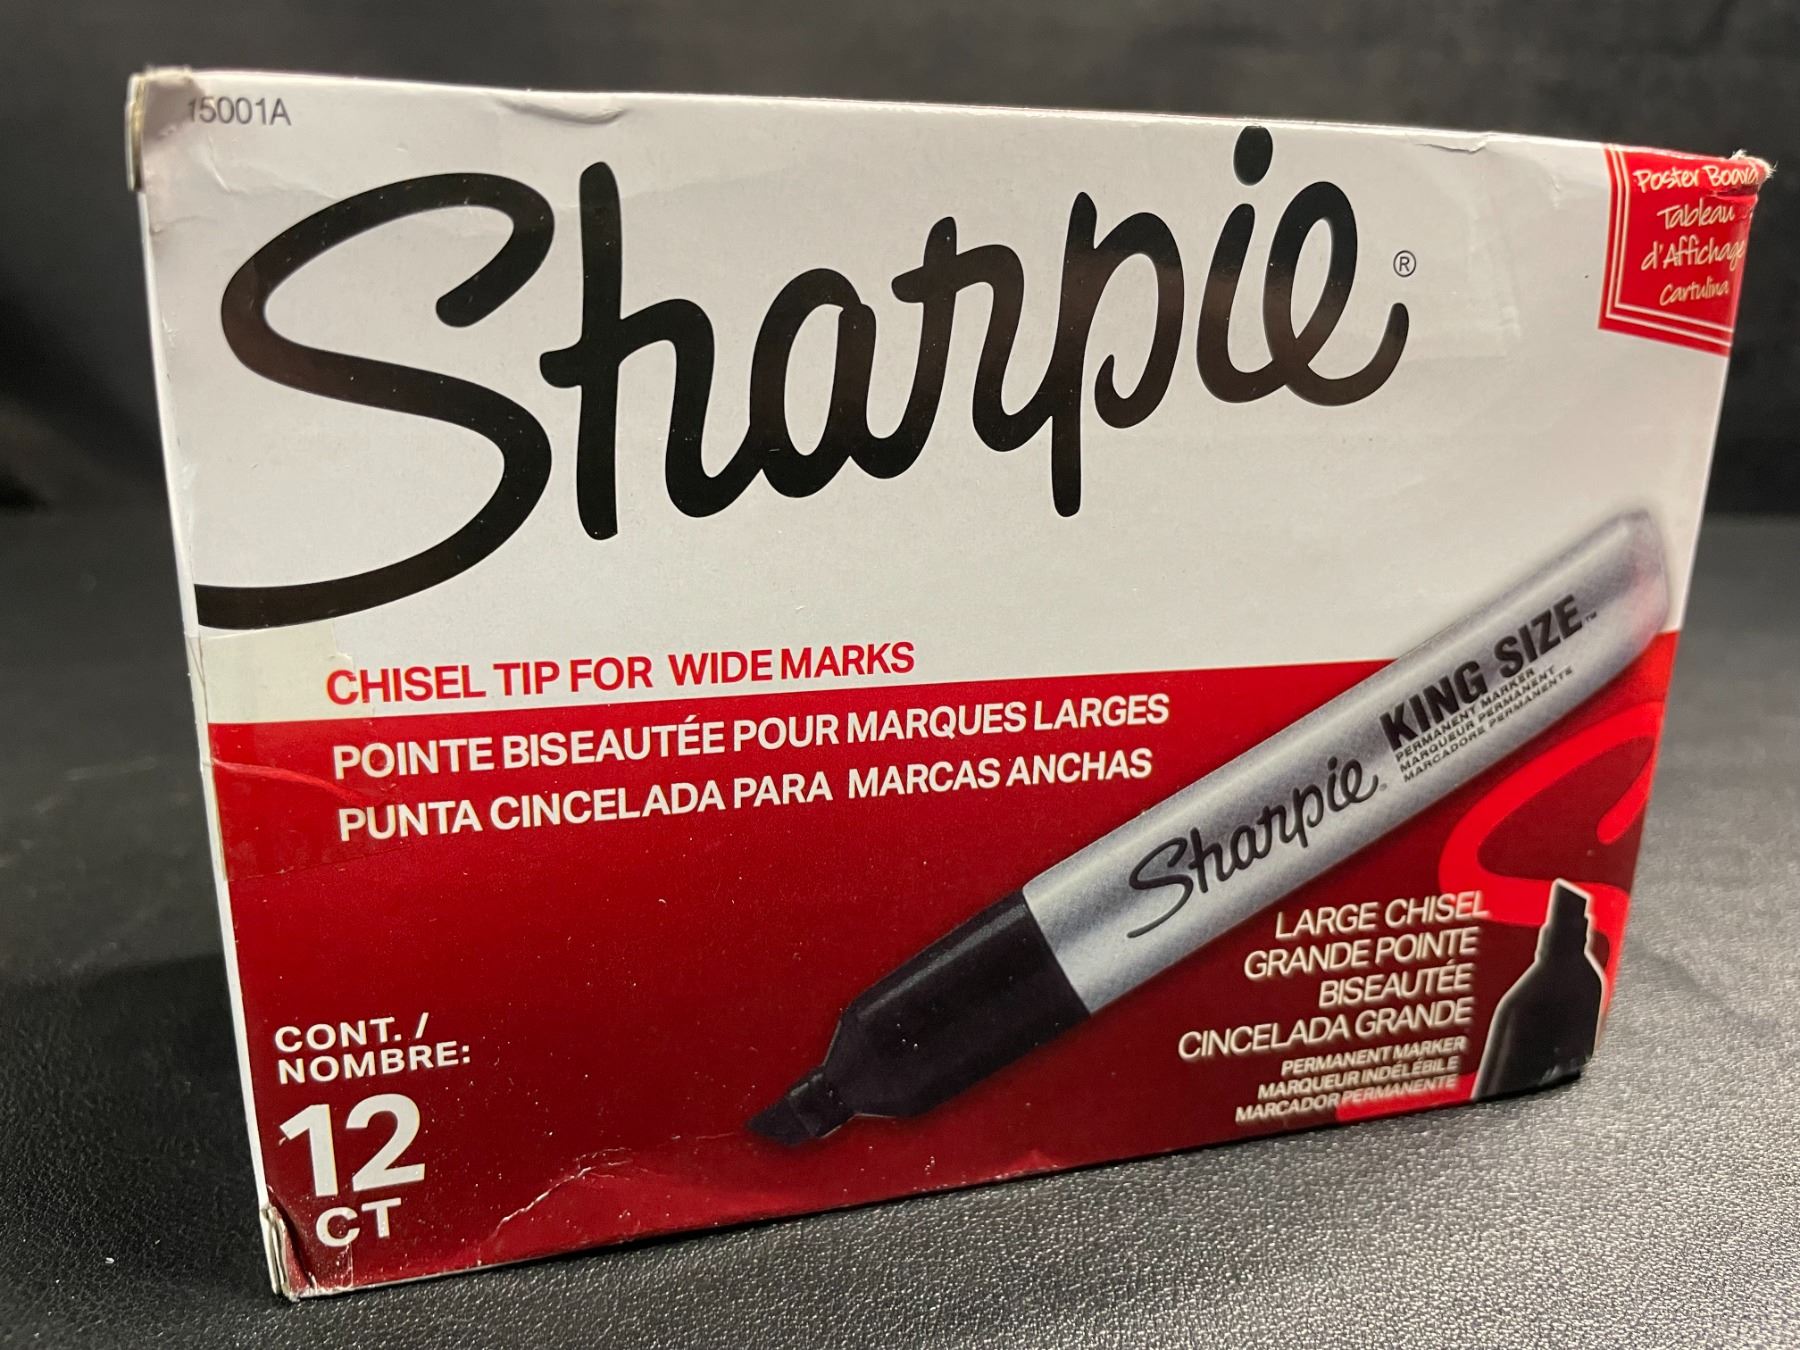 15001A
Sharpie®
Poster Board
Tableau
d'Affichage
Cartulina
CHISEL TIP FOR WIDE MARKS
POINTE BISEAUTÉE POUR MARQUES LARGES
PUNTA CINCELADA PARA MARCAS ANCHAS
Sharpie KING SIZE™
PERMANENT MARKER
MARQUEUR PERMANENT
MARCADORE PERMANENTE
LARGE CHISEL
GRANDE POINTE
BISEAUTÉE
CINCELADA GRANDE
PERMANENT MARKER
MARQUEUR INDÉLÉBILE
MARCADOR PERMANENTE
CONT. /
NOMBRE:
12
CT